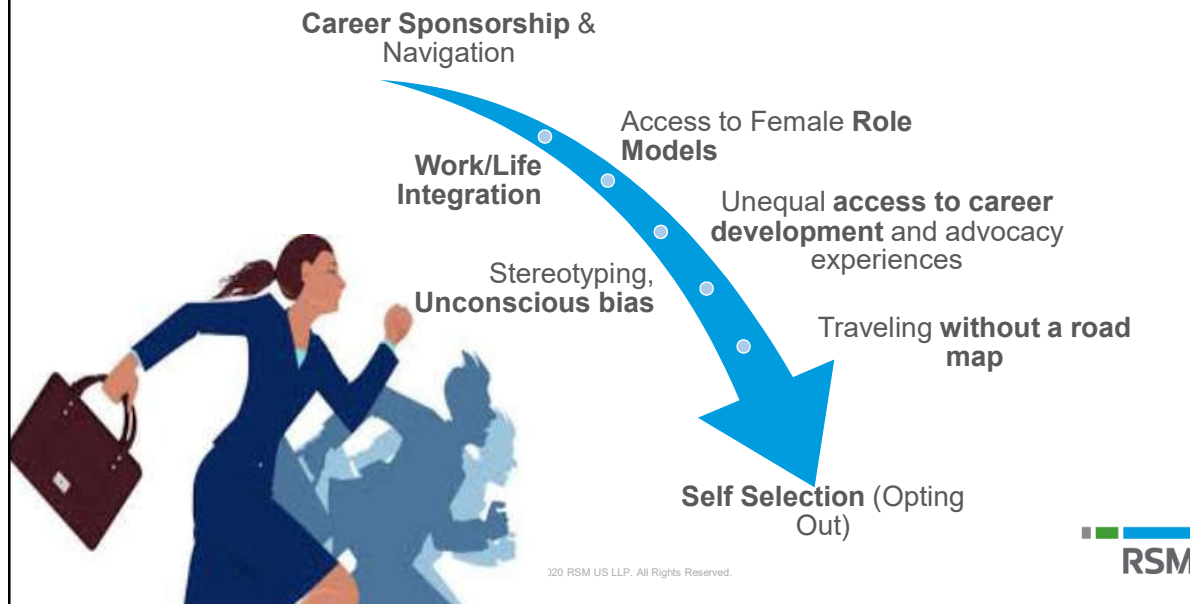 Career Sponsorship &
Navigation
Access to Female Role
Models
Work/Life
Integration
Unequal access to career
development and advocacy
experiences
Stereotyping,
Unconscious bias
Traveling without a road
map
Self Selection (Opting
Out)
020 RSM US LLP. All Rights Reserved.
RSM